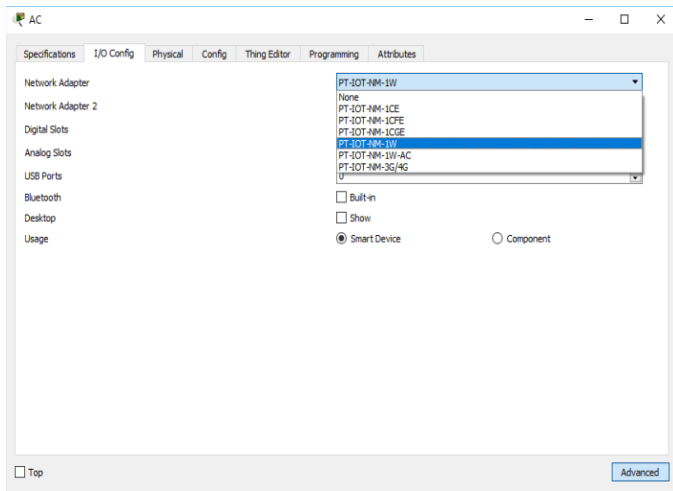 AC
Specifications I/O Config Physical Config Thing Editor Programming Attributes
Network Adapter PT-IOT-NM-1W
None
Network Adapter 2 PT-IOT-NM-1CE
PT-IOT-NM-1CFE
Digital Slots PT-IOT-NM-1CGE
PT-IOT-NM-1W
Analog Slots PT-IOT-NM-1W-AC
PT-IOT-NM-3G/4G
USB Ports 0
Bluetooth Built-in
Desktop Show
Usage Smart Device Component
Top Advanced